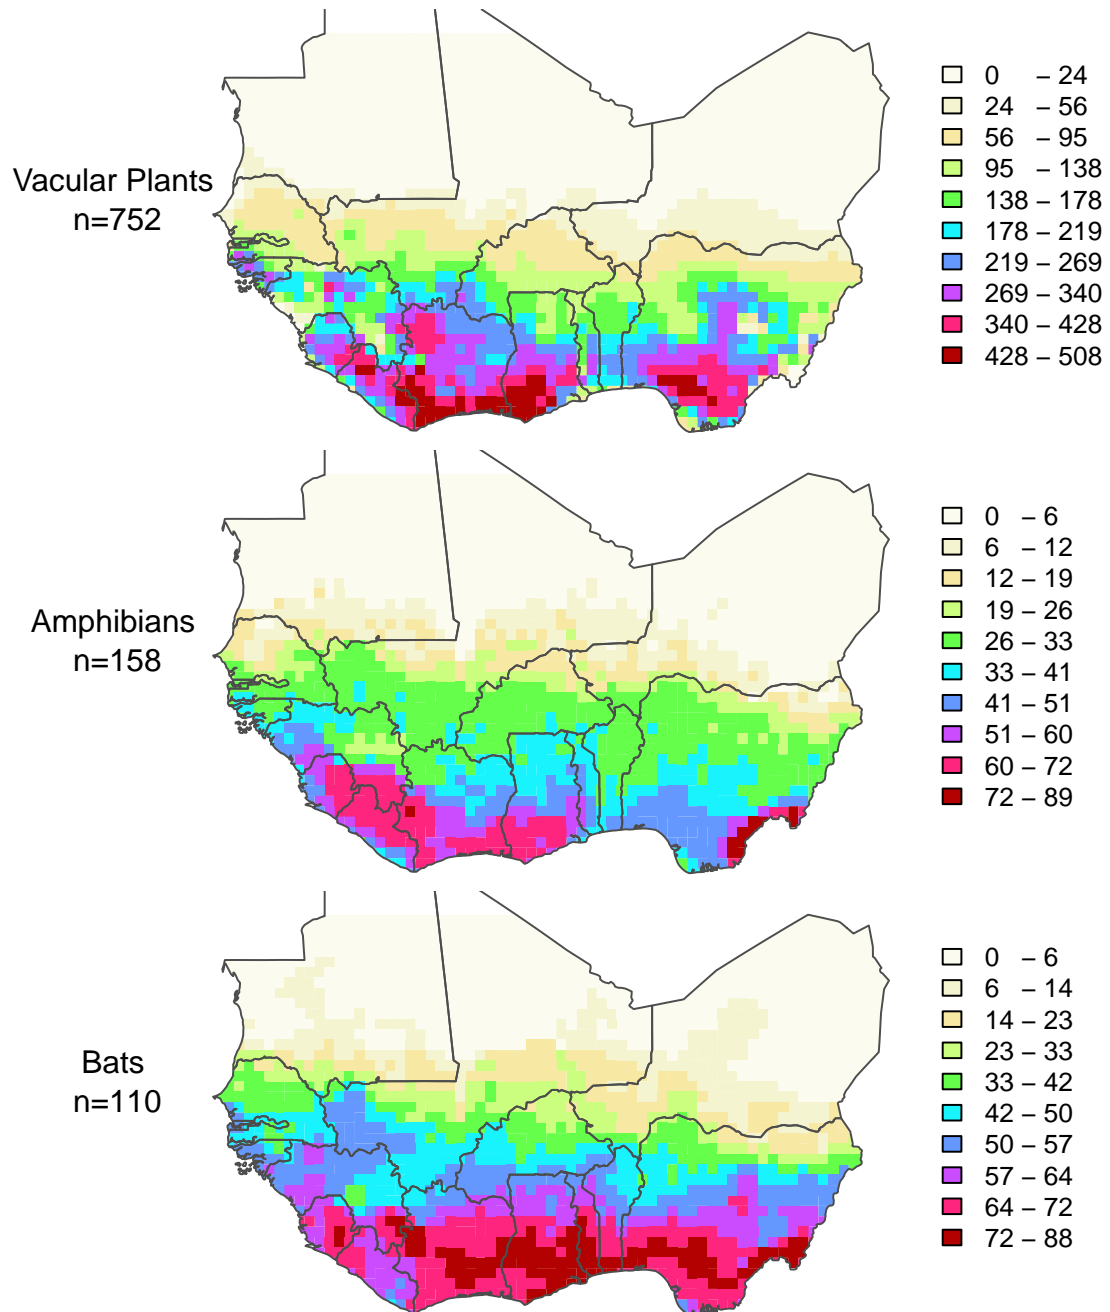 Vacular Plants
n=752
0 – 24
24 – 56
56 – 95
95 – 138
138 – 178
178 – 219
219 – 269
269 – 340
340 – 428
428 – 508
Amphibians
n=158
0 – 6
6 – 12
12 – 19
19 – 26
26 – 33
33 – 41
41 – 51
51 – 60
60 – 72
72 – 89
Bats
n=110
0 – 6
6 – 14
14 – 23
23 – 33
33 – 42
42 – 50
50 – 57
57 – 64
64 – 72
72 – 88